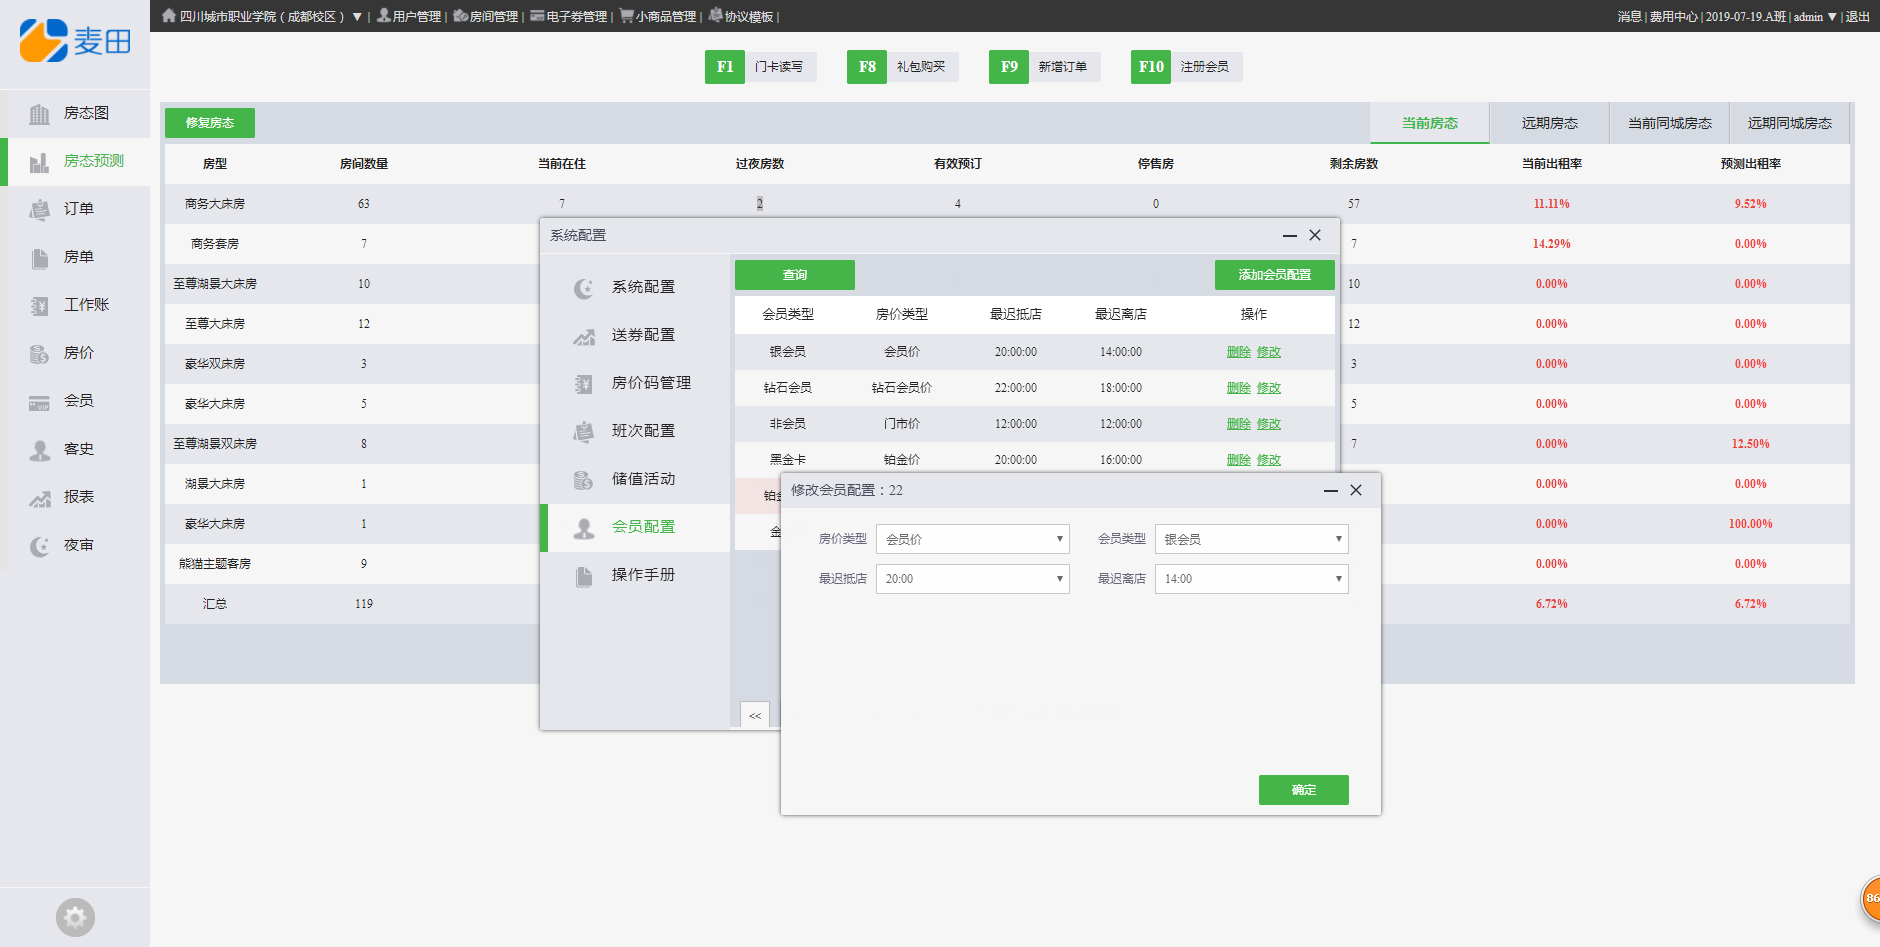 麦田
四川城市职业学院（成都校区） ▼ | 用户管理 | 房间管理 | 电子券管理 | 小商品管理 | 协议模板 |
消息 | 费用中心 | 2019-07-19.A班 | admin ▼ | 退出
F1 门卡读写 F8 礼包购买 F9 新增订单 F10 注册会员
房态图
房态预测
订单
房单
工作账
房价
会员
客史
报表
夜审
修复房态 当前房态 远期房态 当前同城房态 远期同城房态
房型 房间数量 当前在住 过夜房数 有效预订 停售房 剩余房数 当前出租率 预测出租率
商务大床房 63 7 2 4 0 57 11.11% 9.52%
商务套房 7 7 14.29% 0.00%
至尊湖景大床房 10 10 0.00% 0.00%
至尊大床房 12 12 0.00% 0.00%
豪华双床房 3 3 0.00% 0.00%
豪华大床房 5 5 0.00% 0.00%
至尊湖景双床房 8 7 0.00% 12.50%
湖景大床房 1 0.00% 0.00%
豪华大床房 1 0.00% 100.00%
熊猫主题客房 9 0.00% 0.00%
汇总 119 6.72% 6.72%
系统配置
系统配置
送券配置
房价码管理
班次配置
储值活动
会员配置
操作手册
查询 添加会员配置
会员类型 房价类型 最迟抵店 最迟离店 操作
银会员 会员价 20:00:00 14:00:00 删除 修改
钻石会员 钻石会员价 22:00:00 18:00:00 删除 修改
非会员 门市价 12:00:00 12:00:00 删除 修改
黑金卡 铂金价 20:00:00 16:00:00 删除 修改
金
<<
修改会员配置：22
房价类型 会员价 ▼ 会员类型 银会员 ▼
最迟抵店 20:00 ▼ 最迟离店 14:00 ▼
确定
86